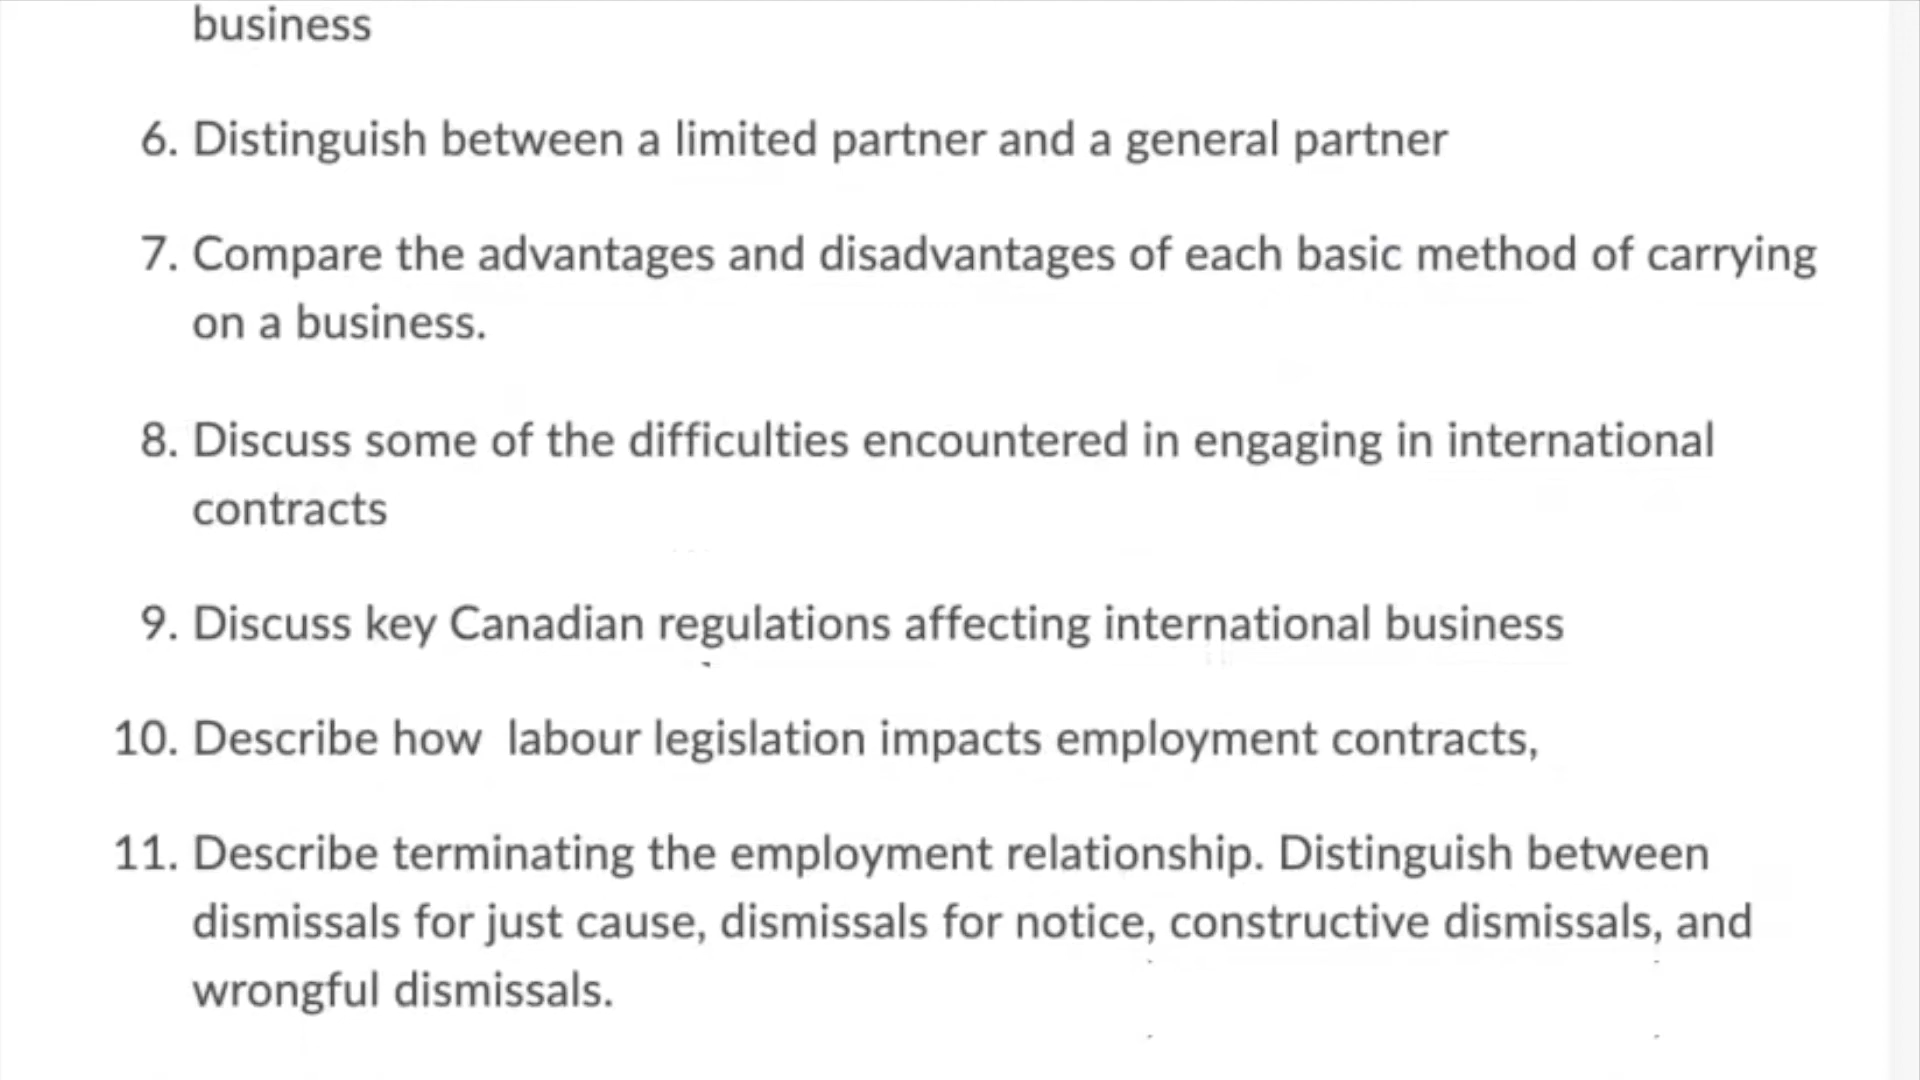 business
6. Distinguish between a limited partner and a general partner
7. Compare the advantages and disadvantages of each basic method of carrying
on a business.
8. Discuss some of the difficulties encountered in engaging in international
contracts
9. Discuss key Canadian regulations affecting international business
10. Describe how  labour legislation impacts employment contracts,
11. Describe terminating the employment relationship. Distinguish between
dismissals for just cause, dismissals for notice, constructive dismissals, and
wrongful dismissals.